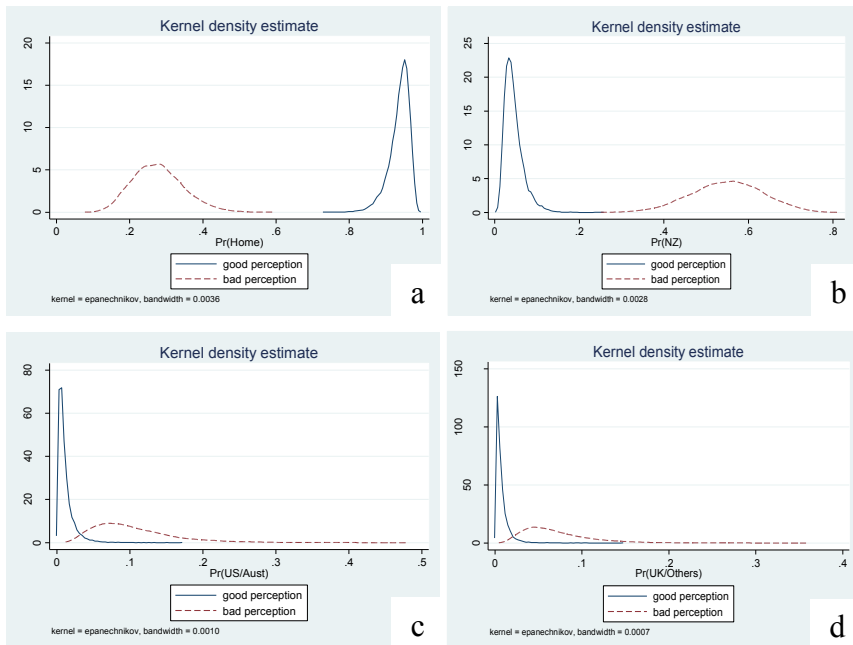 Kernel density estimate
20
15
10
5
0
0 .2 .4 .6 .8 1
Pr(Home)
good perception
bad perception
kernel = epanechnikov, bandwidth = 0.0036
a
Kernel density estimate
25
20
15
10
5
0
0 .2 .4 .6 .8
Pr(NZ)
good perception
bad perception
kernel = epanechnikov, bandwidth = 0.0028
b
Kernel density estimate
80
60
40
20
0
0 .1 .2 .3 .4 .5
Pr(US/Aust)
good perception
bad perception
kernel = epanechnikov, bandwidth = 0.0010
c
Kernel density estimate
150
100
50
0
0 .1 .2 .3 .4
Pr(UK/Others)
good perception
bad perception
kernel = epanechnikov, bandwidth = 0.0007
d